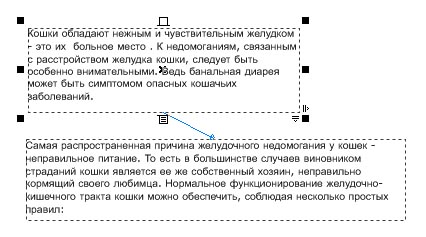 Кошки обладают нежным и чувствительным желудком
- это их больное место . К недомоганиям, связанным
с расстройством желудка кошки, следует быть
особенно внимательными. Ведь банальная диарея
может быть симптомом опасных кошачьих
заболеваний.
Самая распространенная причина желудочного недомогания у кошек -
неправильное питание. То есть в большинстве случаев виновником
страданий кошки является ее же собственный хозяин, неправильно
кормящий своего любимца. Нормальное функционирование желудочно-
кишечного тракта кошки можно обеспечить, соблюдая несколько простых
правил: